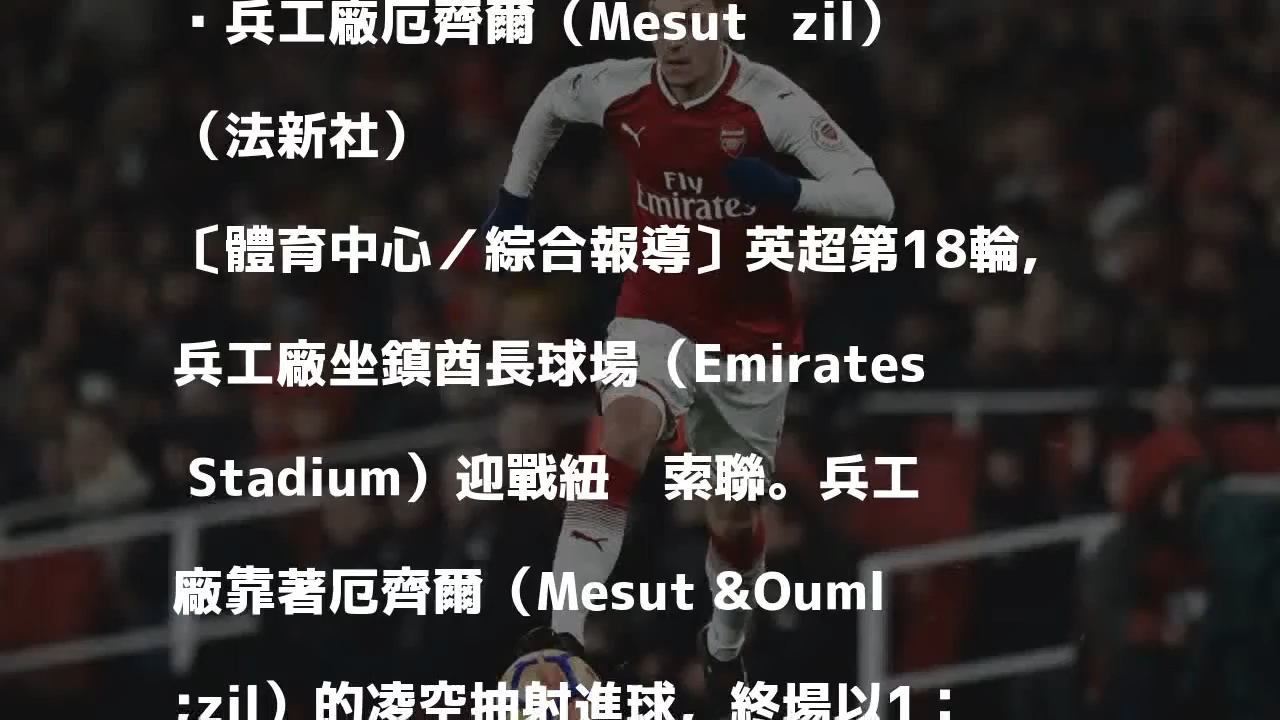 ▪兵工廠厄齊爾（Mesut zil）
（法新社）
〔體育中心／綜合報導〕英超第18輪，
兵工廠坐鎮酋長球場（Emirates
Stadium）迎戰紐 索聯。兵工
廠靠著厄齊爾（Mesut &Ouml
;zil）的凌空抽射進球，終場以1：
Fly
Emirates